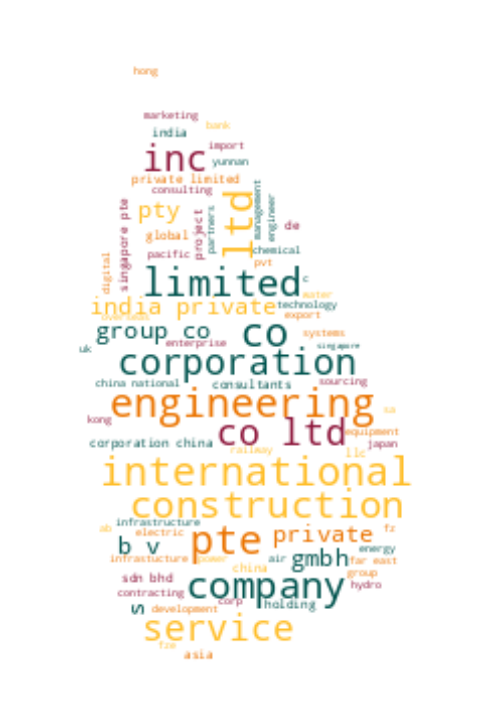 hong
marketing
bank
india
import
inc
yunnan
private limited
consulting
management
ltd
engineer
singapore pte
pty
project
partners
de
global
chemical
pacific
digital
pvt
limited
c
water
india private
technology
overseas
export
group co
co
systems
enterprise
singapore
uk
corporation
china national
consultants
sourcing
engineering
sa
kong
co ltd
equipment
corporation china
japan
railway
llc
international
construction
infrastructure
ab
electric
pte
private
fz
b v
energy
infrastucture
power
air
gmbh
far east
china
group
sdn bhd
company
hydro
contracting
corp
holding
s
development
service
fze
asia